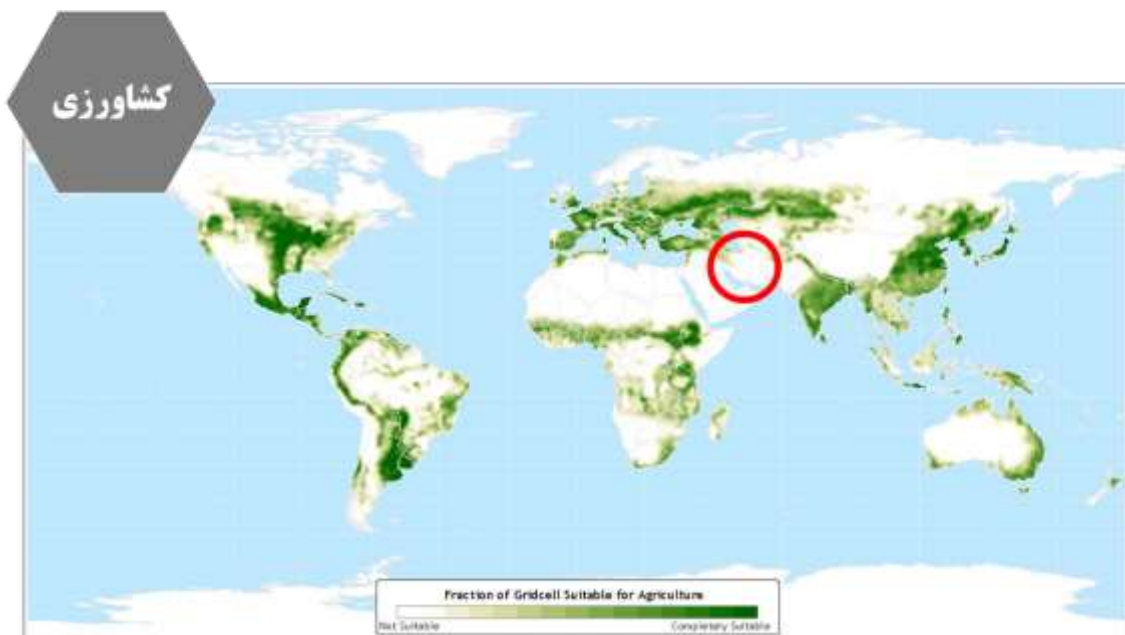 کشاورزی
Fraction of Gridcell Suitable for Agriculture
Not Suitable Completely Suitable